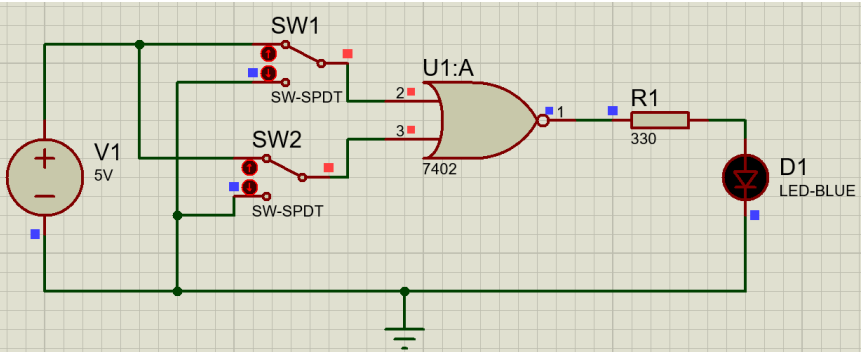 SW1
SW-SPDT
U1:A
2
3
1
7402
R1
330
V1
5V
SW2
SW-SPDT
D1
LED-BLUE